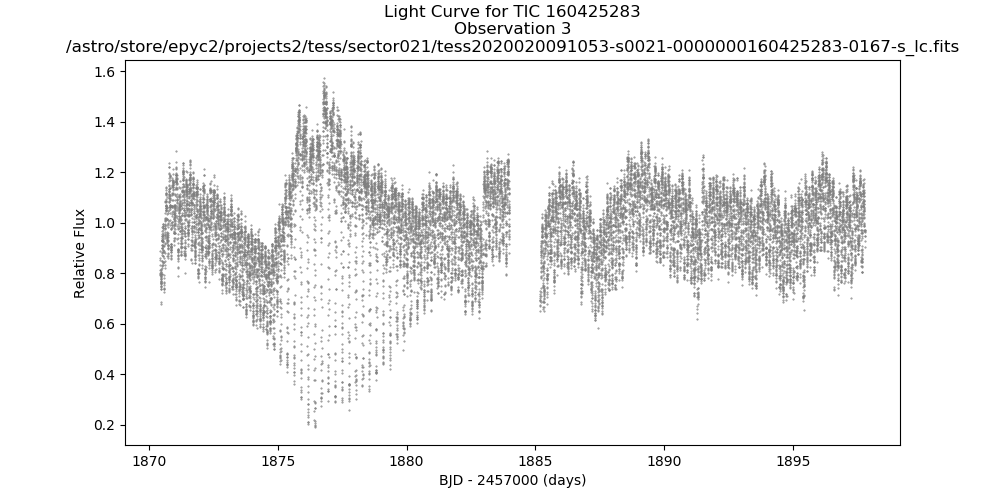 Light Curve for TIC 160425283
Observation 3
/astro/store/epyc2/projects2/tess/sector021/tess2020020091053-s0021-0000000160425283-0167-s_lc.fits
1.6
1.4
1.2
1.0
0.8
0.6
0.4
0.2
Relative Flux
1870 1875 1880 1885 1890 1895
BJD - 2457000 (days)